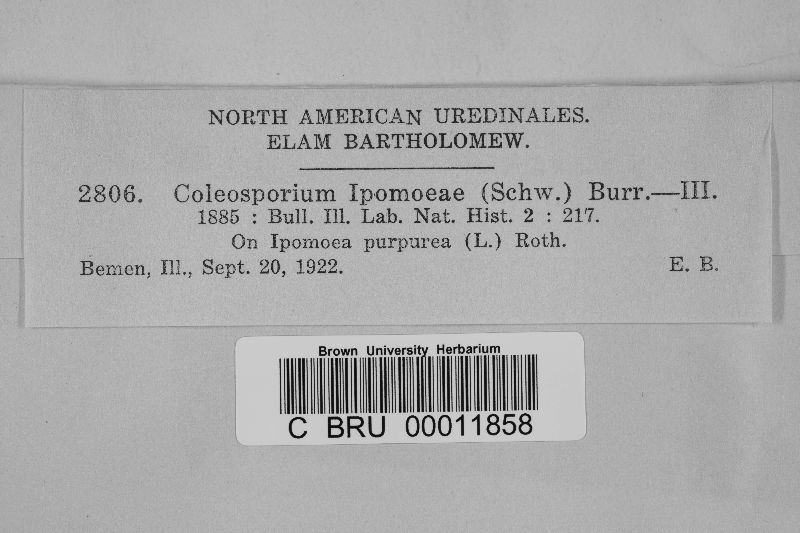 NORTH AMERICAN UREDINALES.
ELAM BARTHOLOMEW.
2806. Coleosporium Ipomoeae (Schw.) Burr.—III.
1885 : Bull. Ill. Lab. Nat. Hist. 2 : 217.
On Ipomoea purpurea (L.) Roth.
Bemen, Ill., Sept. 20, 1922. E. B.
Brown University Herbarium
C BRU 00011858